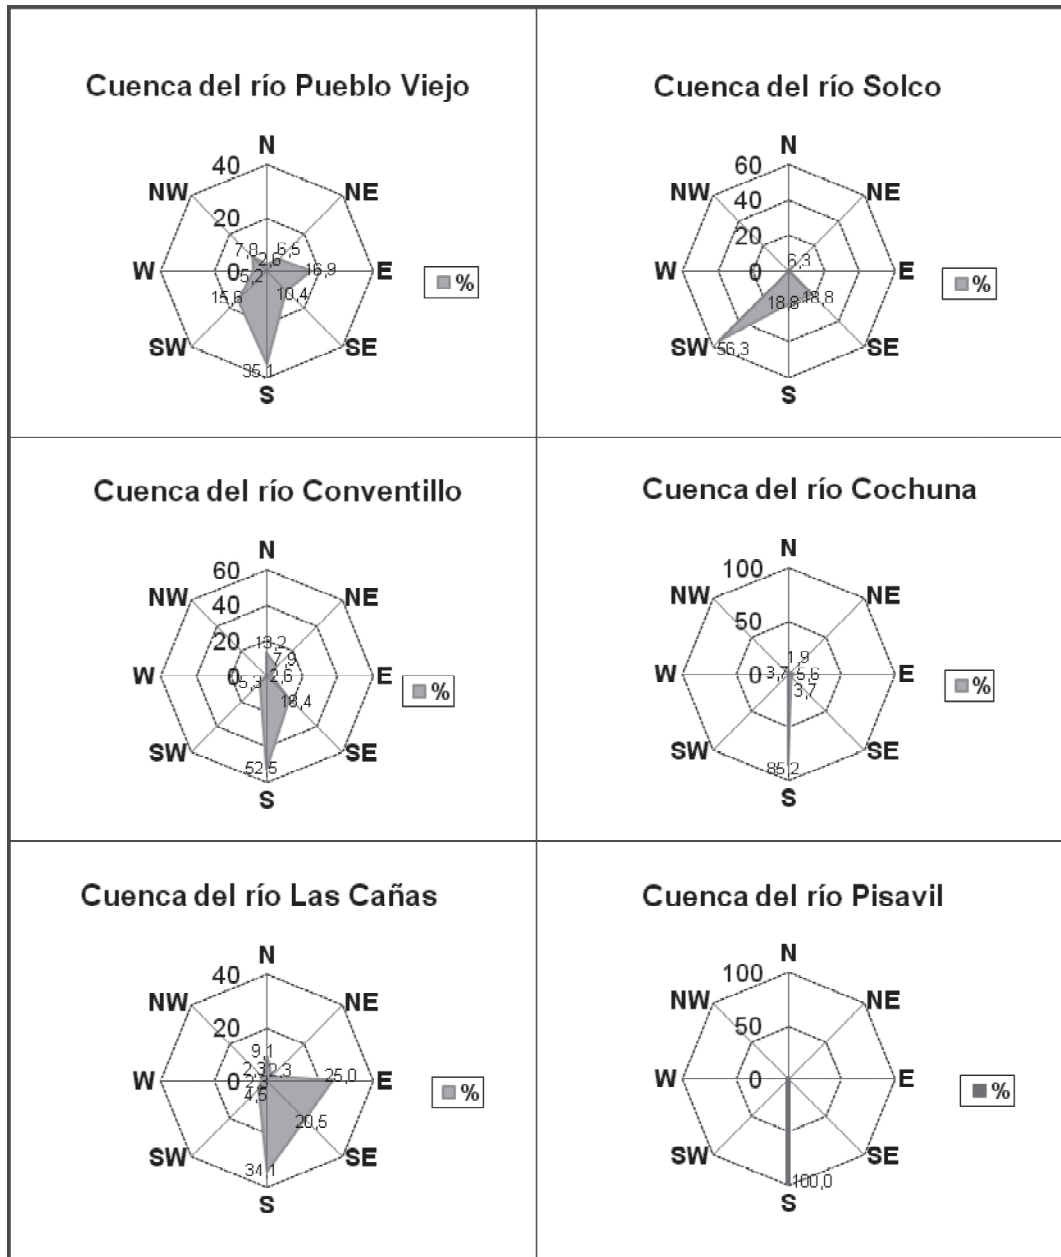 Cuenca del río Pueblo Viejo
N
40
NW
NE
20
7,8
6,5
2,6
W
0
16,9
E
5,2
%
15,6
10,4
SW
SE
35,1
S
Cuenca del río Solco
N
60
NW
NE
40
20
6,3
W
0
E
%
18,8
18,8
SW
56,3
SE
S
Cuenca del río Conventillo
N
60
NW
NE
40
20
13,2
7,9
W
0
2,6
E
5,3
%
18,4
SW
SE
52,5
S
Cuenca del río Cochuna
N
100
NW
NE
50
1,9
W
0
3,7
5,6
E
3,7
%
SW
SE
85,2
S
Cuenca del río Las Cañas
N
40
NW
NE
20
9,1
2,3
2,3
W
0
2,3
25,0
E
4,5
%
20,5
SW
SE
34,1
S
Cuenca del río Pisavil
N
100
NW
NE
50
W
0
E
%
SW
SE
100,0
S